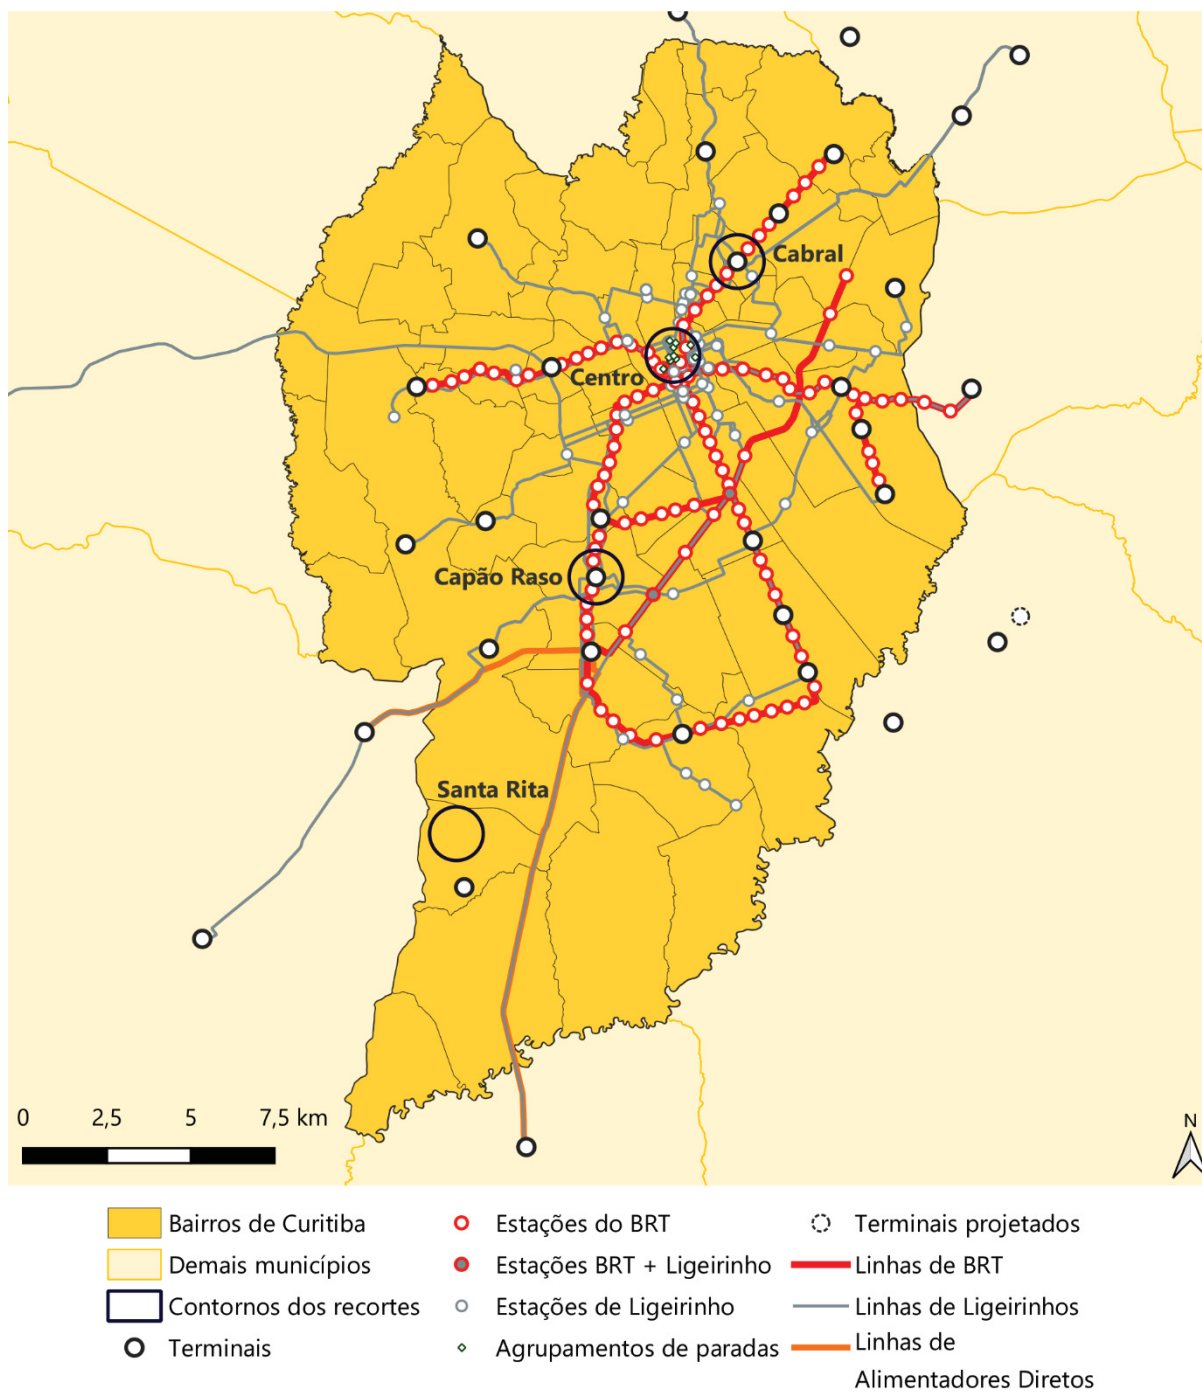 Cabral
Centro
Capão Raso
Santa Rita
0 2,5 5 7,5 km
N
Bairros de Curitiba
Demais municípios
Contornos dos recortes
Terminais
Estações do BRT
Estações BRT + Ligeirinho
Estações de Ligeirinho
Agrupamentos de paradas
Terminais projetados
Linhas de BRT
Linhas de Ligeirinhos
Linhas de
Alimentadores Diretos